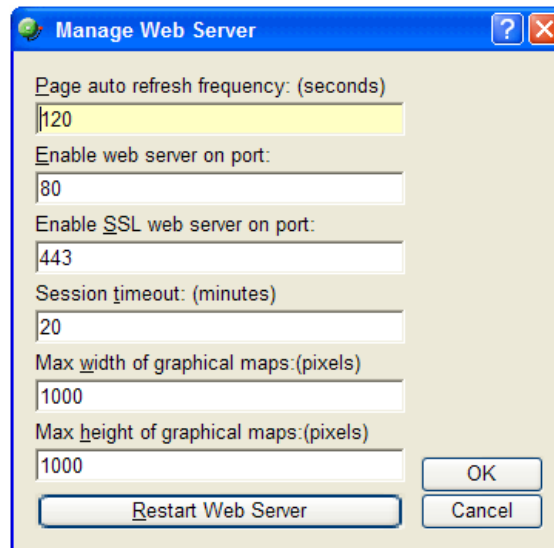 Manage Web Server
Page auto refresh frequency: (seconds)
120
Enable web server on port:
80
Enable SSL web server on port:
443
Session timeout: (minutes)
20
Max width of graphical maps:(pixels)
1000
Max height of graphical maps:(pixels)
1000
OK
Restart Web Server
Cancel